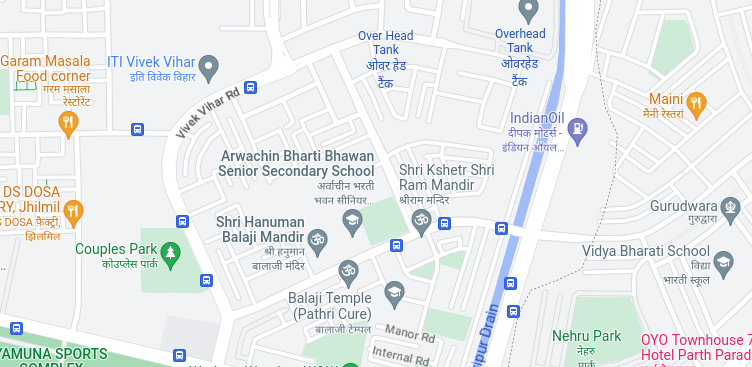 Over Head
Tank
ओवर हेड
टैंक
Overhead
Tank
ओवरहेड
टैंक
Garam Masala
Food corner
गरम मसाला
रेस्टोरेंट
ITI Vivek Vihar
इति विवेक विहार
Vivek Vihar Rd
Maini
मैनी रेस्तरां
IndianOil
दीपक मोटर्स -
इंडियन ऑयल...
Arwachin Bharti Bhawan
Senior Secondary School
अर्वाचीन भरती
भवन सीनियर...
Shri Kshetr Shri
Ram Mandir
श्रीराम मन्दिर
DS DOSA
RY, Jhilmil
DS DOSA फ़ैक्ट्री,
झिलमिल
Shri Hanuman
Balaji Mandir
श्री हनुमान
बालाजी मंदिर
Gurudwara
गुरुद्वारा
Couples Park
कोउप्लेस पार्क
Vidya Bharati School
विद्या
भारती स्कूल
Balaji Temple
(Pathri Cure)
बालाजी टेम्पल
Manor Rd
Internal Rd
ipur Drain
Nehru Park
नेहरु
पार्क
OYO Townhouse 7
Hotel Parth Parad
YAMUNA SPORTS
COMPLEX